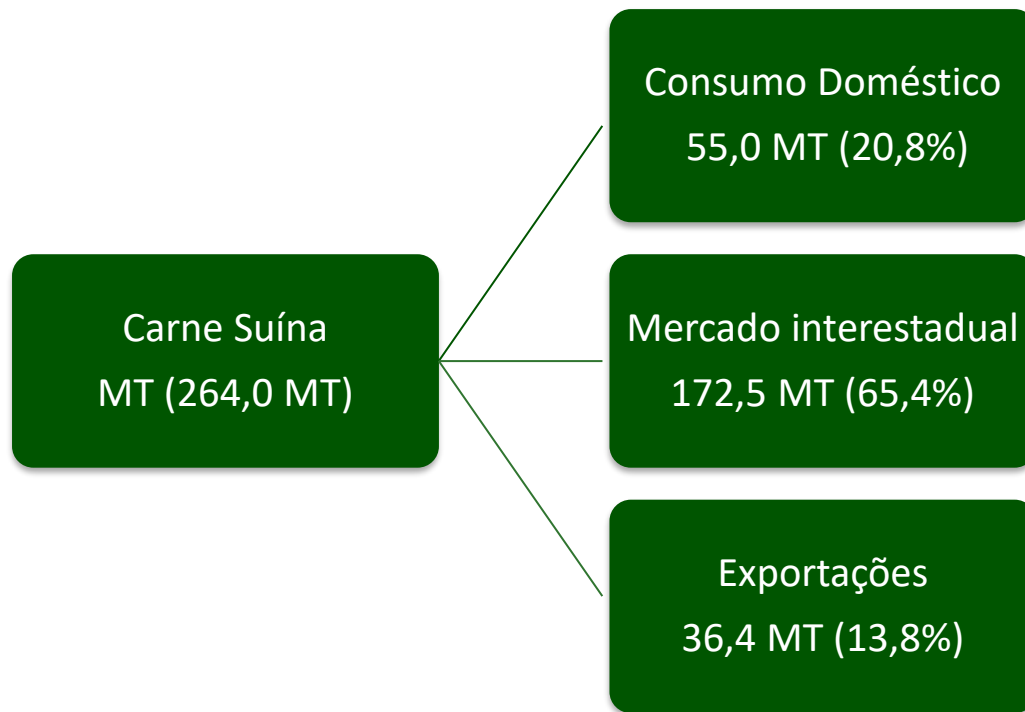 Carne Suína
MT (264,0 MT)
Consumo Doméstico
55,0 MT (20,8%)
Mercado interestadual
172,5 MT (65,4%)
Exportações
36,4 MT (13,8%)